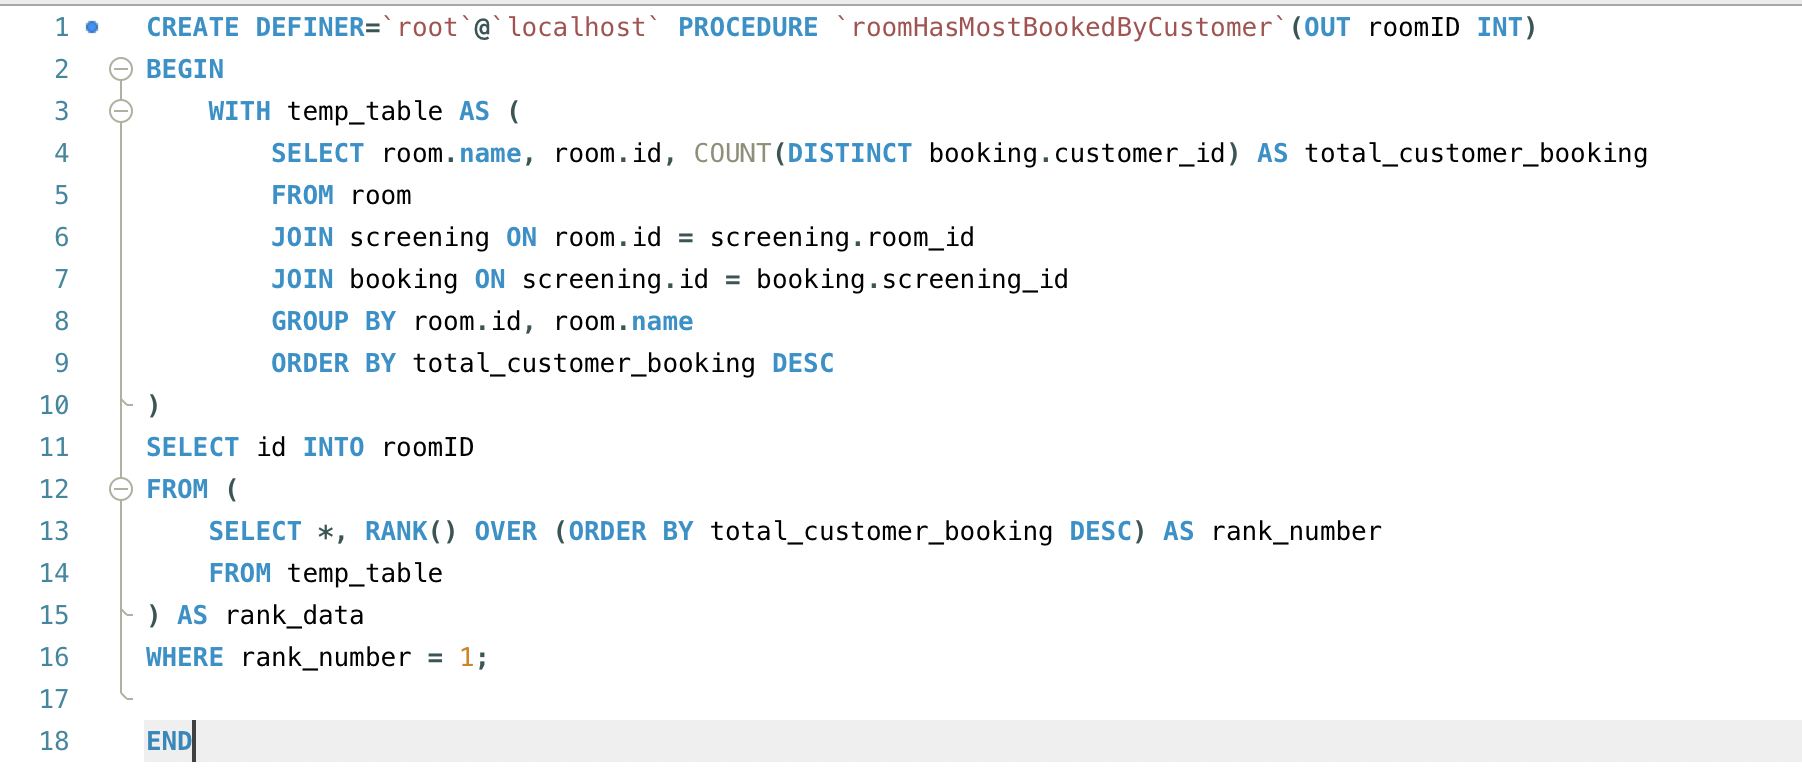 1 CREATE DEFINER=`root`@`localhost` PROCEDURE `roomHasMostBookedByCustomer`(OUT roomID INT)
2 BEGIN
3 WITH temp_table AS (
4 SELECT room.name, room.id, COUNT(DISTINCT booking.customer_id) AS total_customer_booking
5 FROM room
6 JOIN screening ON room.id = screening.room_id
7 JOIN booking ON screening.id = booking.screening_id
8 GROUP BY room.id, room.name
9 ORDER BY total_customer_booking DESC
10 )
11 SELECT id INTO roomID
12 FROM (
13 SELECT *, RANK() OVER (ORDER BY total_customer_booking DESC) AS rank_number
14 FROM temp_table
15 ) AS rank_data
16 WHERE rank_number = 1;
17
18 END